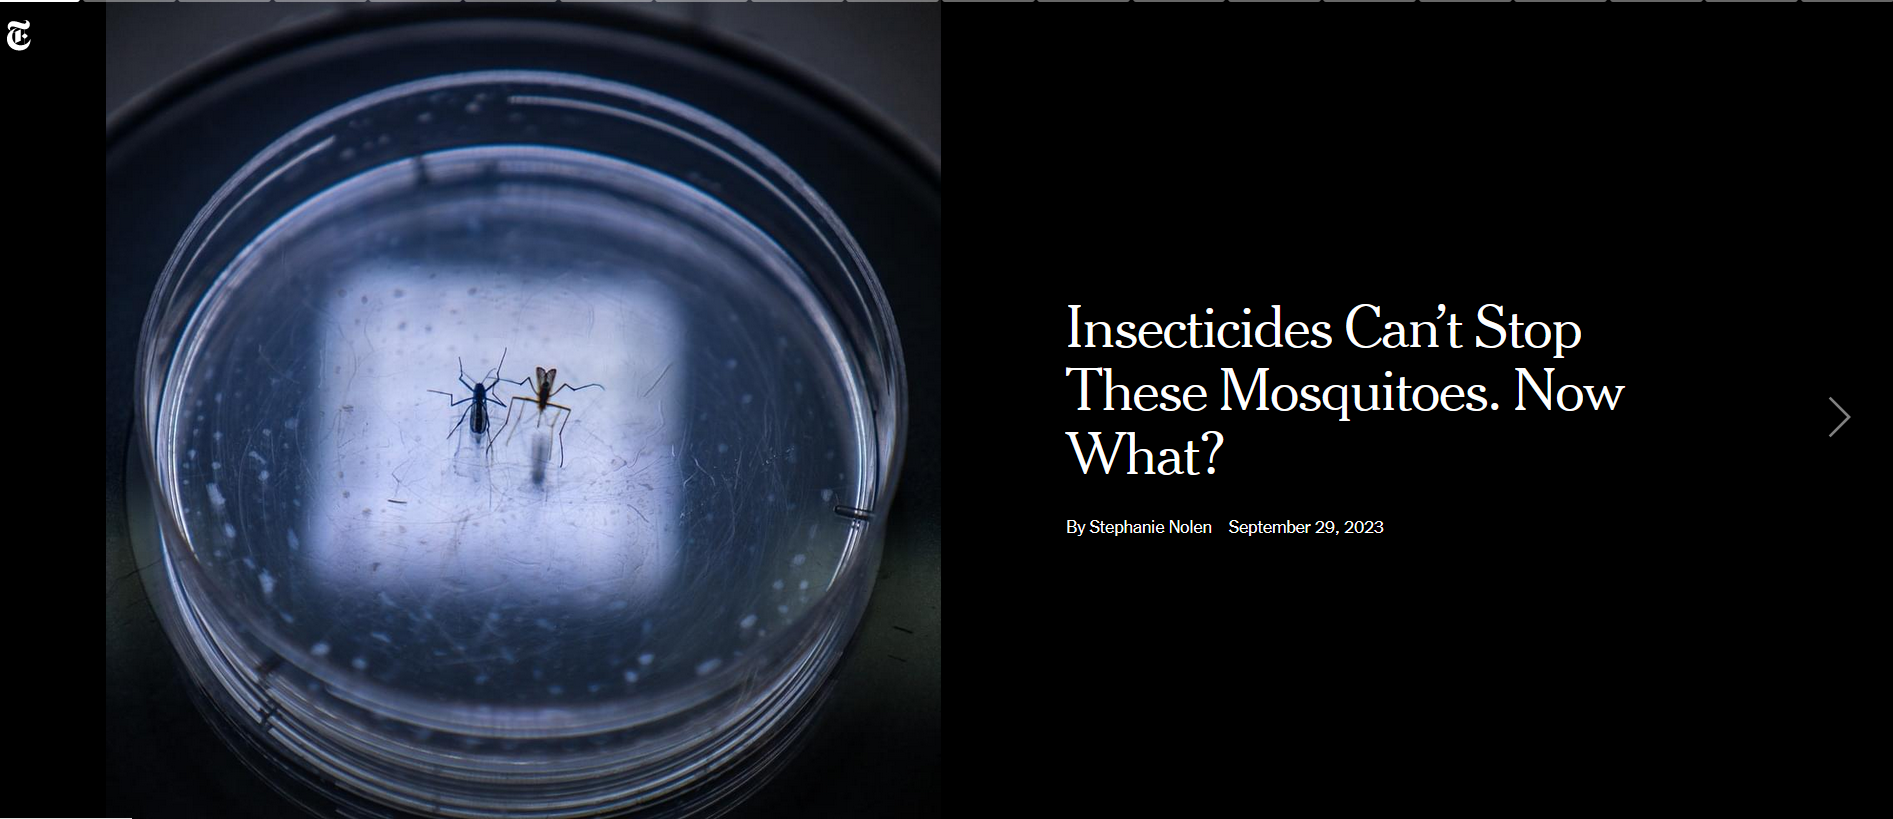 T
Insecticides Can’t Stop
These Mosquitoes. Now
What?
By Stephanie Nolen September 29, 2023